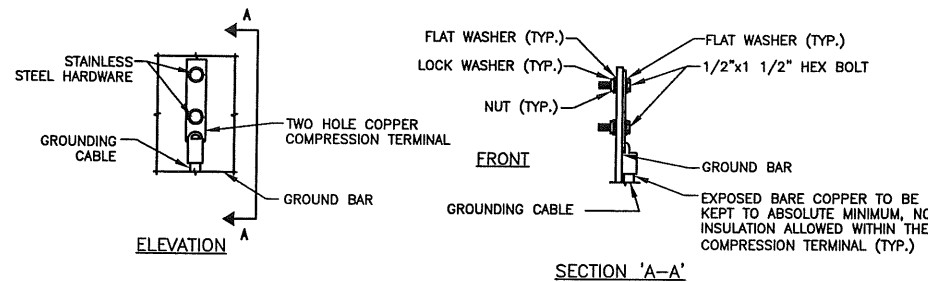 A
STAINLESS
STEEL HARDWARE
GROUNDING
CABLE
TWO HOLE COPPER
COMPRESSION TERMINAL
GROUND BAR
A
ELEVATION
FLAT WASHER (TYP.)
LOCK WASHER (TYP.)
NUT (TYP.)
FRONT
GROUNDING CABLE
FLAT WASHER (TYP.)
1/2"x1 1/2" HEX BOLT
GROUND BAR
EXPOSED BARE COPPER TO BE
KEPT TO ABSOLUTE MINIMUM, NO
INSULATION ALLOWED WITHIN THE
COMPRESSION TERMINAL (TYP.)
SECTION 'A-A'